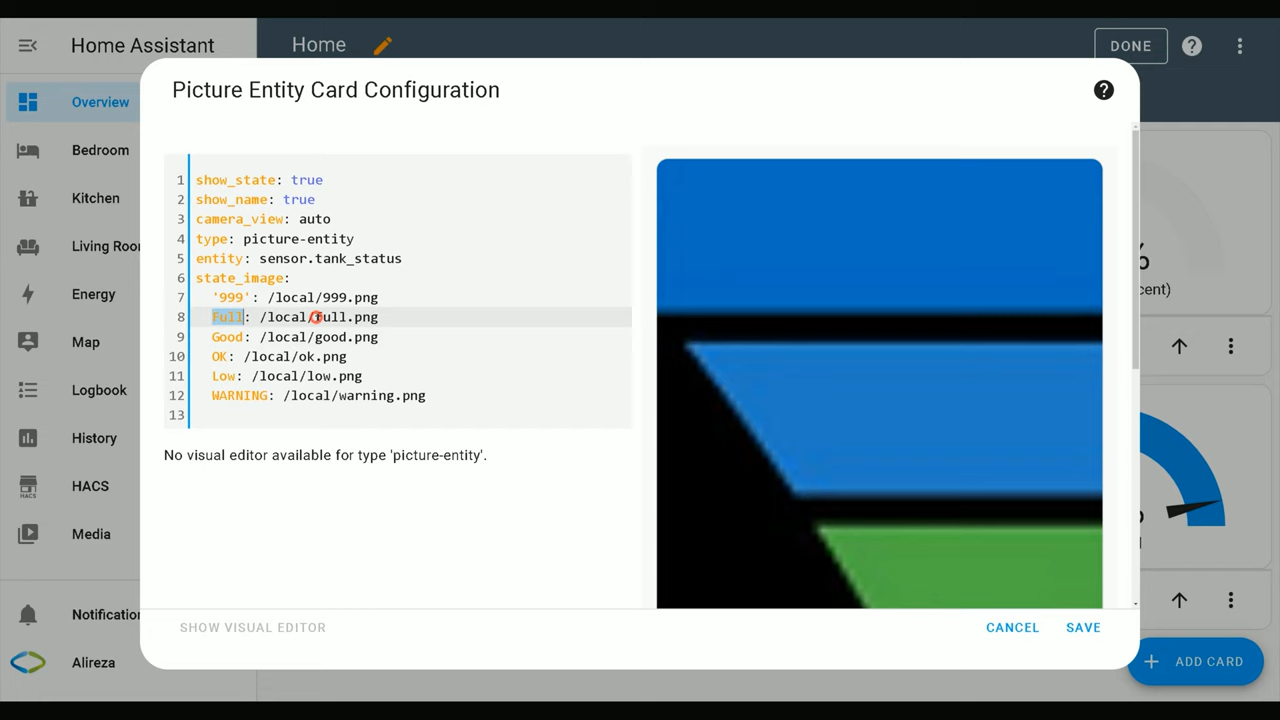 Home Assistant
Home
DONE
Picture Entity Card Configuration
Overview
Bedroom
Kitchen
Living Roo
Energy
Map
Logbook
History
HACS
HACS
Media
Notification
Alireza
1 show_state: true
2 show_name: true
3 camera_view: auto
4 type: picture-entity
5 entity: sensor.tank_status
6 state_image:
7 '999': /local/999.png
8 Full: /local/full.png
9 Good: /local/good.png
10 OK: /local/ok.png
11 Low: /local/low.png
12 WARNING: /local/warning.png
13
No visual editor available for type 'picture-entity'.
%
cent)
SHOW VISUAL EDITOR
CANCEL
SAVE
ADD CARD